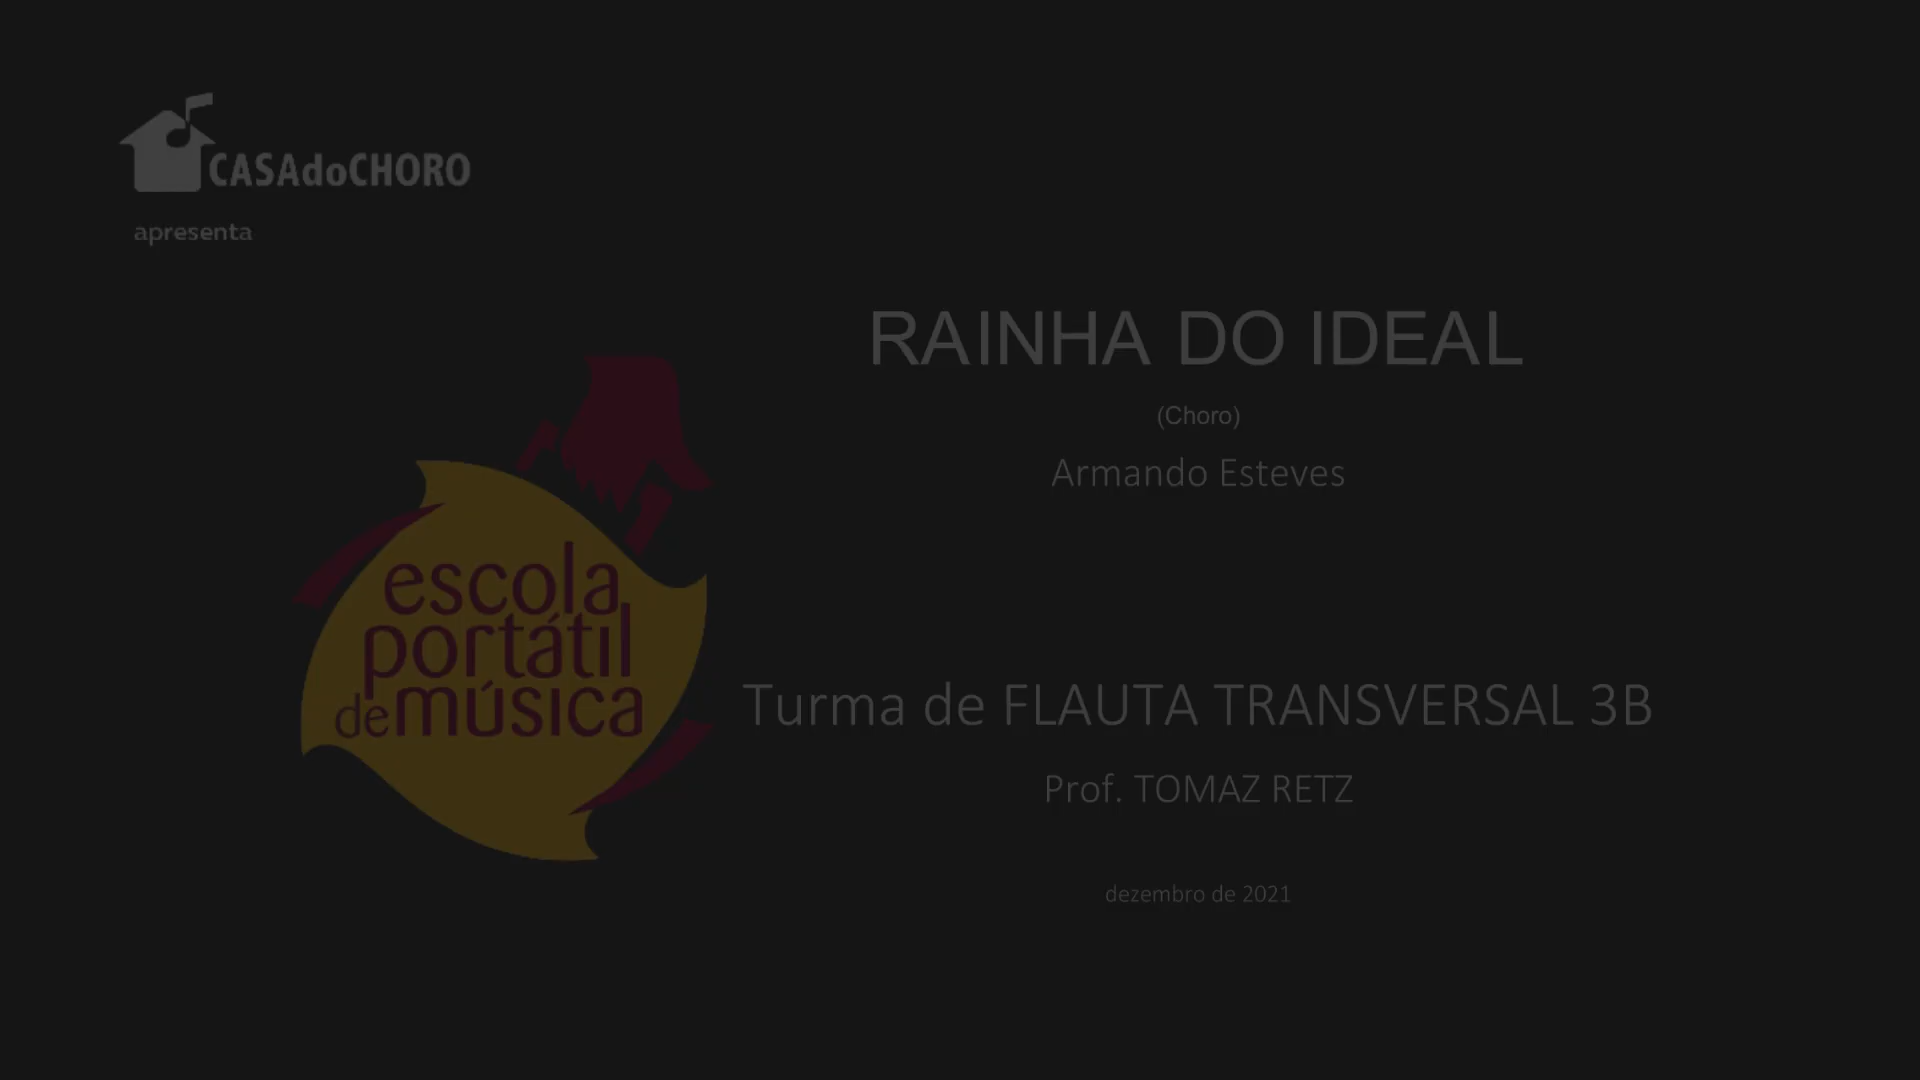 CASAdoCHORO
apresenta
RAINHA DO IDEAL
(Choro)
Armando Esteves
escola
portátil
de música
Turma de FLAUTA TRANSVERSAL 3B
Prof. TOMAZ RETZ
dezembro de 2021